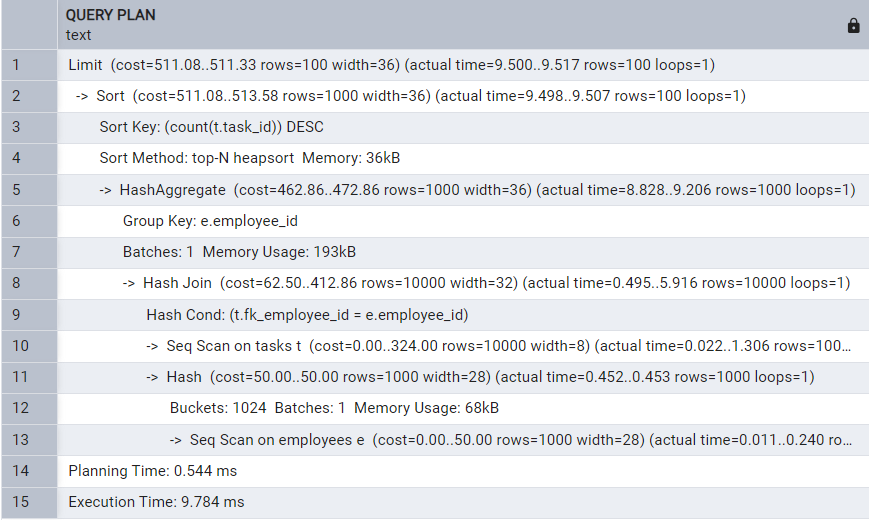 QUERY PLAN
text
1 Limit (cost=511.08..511.33 rows=100 width=36) (actual time=9.500..9.517 rows=100 loops=1)
2 -> Sort (cost=511.08..513.58 rows=1000 width=36) (actual time=9.498..9.507 rows=100 loops=1)
3 Sort Key: (count(t.task_id)) DESC
4 Sort Method: top-N heapsort Memory: 36kB
5 -> HashAggregate (cost=462.86..472.86 rows=1000 width=36) (actual time=8.828..9.206 rows=1000 loops=1)
6 Group Key: e.employee_id
7 Batches: 1 Memory Usage: 193kB
8 -> Hash Join (cost=62.50..412.86 rows=10000 width=32) (actual time=0.495..5.916 rows=10000 loops=1)
9 Hash Cond: (t.fk_employee_id = e.employee_id)
10 -> Seq Scan on tasks t (cost=0.00..324.00 rows=10000 width=8) (actual time=0.022..1.306 rows=100...
11 -> Hash (cost=50.00..50.00 rows=1000 width=28) (actual time=0.452..0.453 rows=1000 loops=1)
12 Buckets: 1024 Batches: 1 Memory Usage: 68kB
13 -> Seq Scan on employees e (cost=0.00..50.00 rows=1000 width=28) (actual time=0.011..0.240 ro...
14 Planning Time: 0.544 ms
15 Execution Time: 9.784 ms